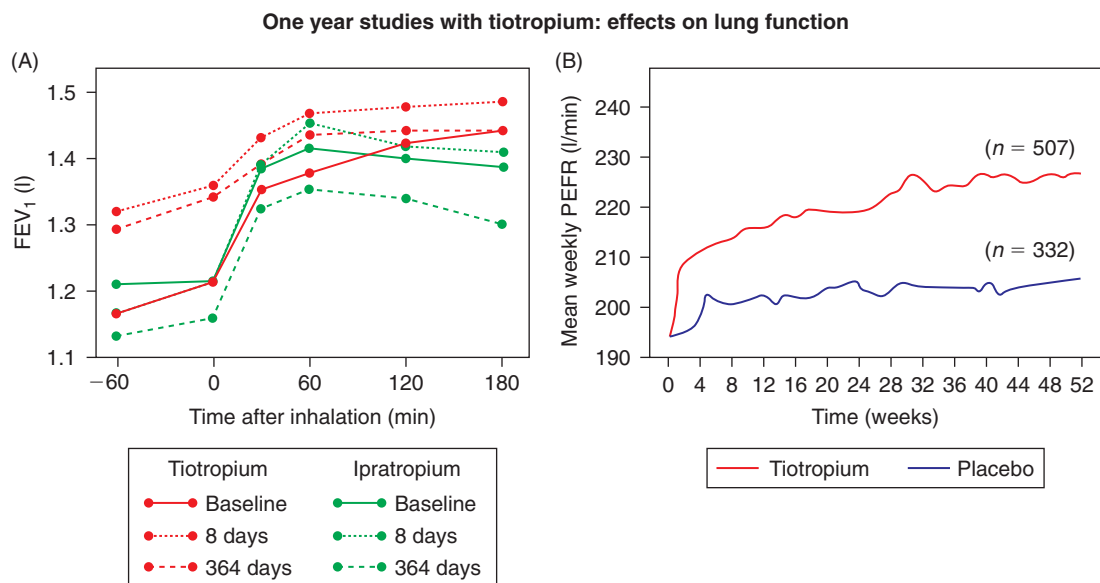 One year studies with tiotropium: effects on lung function
(A)
FEV1 (l)
1.5
1.4
1.3
1.2
1.1
−60 0 60 120 180
Time after inhalation (min)
Tiotropium Ipratropium
Baseline Baseline
8 days 8 days
364 days 364 days
(B)
Mean weekly PEFR (l/min)
240
230
220
205
200
190
(n = 507)
(n = 332)
0 4 8 12 16 20 24 28 32 36 40 44 48 52
Time (weeks)
Tiotropium Placebo